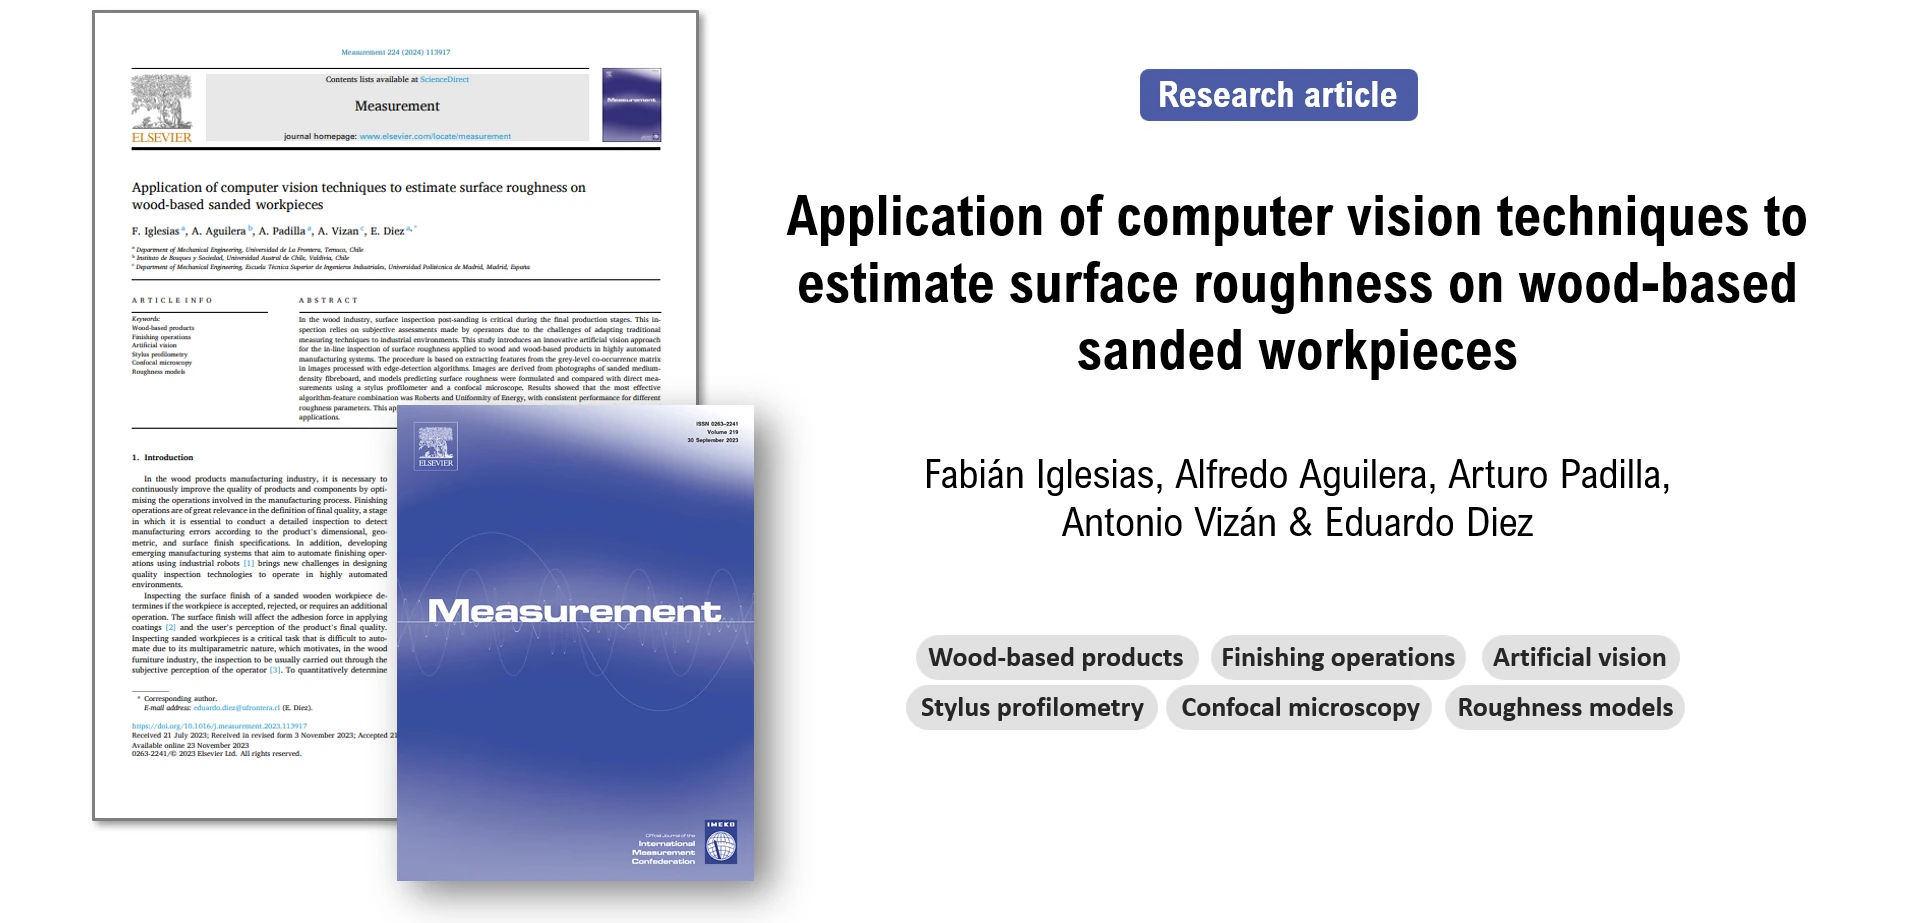 Measurement 224 (2024) 113917
Contents lists available at ScienceDirect
Measurement
journal homepage: www.elsevier.com/locate/measurement
ELSEVIER
Measurement
Application of computer vision techniques to estimate surface roughness on
wood-based sanded workpieces
F. Iglesias a, A. Aguilera b, A. Padilla a, A. Vizan c, E. Diez a,*
a Department of Mechanical Engineering, Universidad de La Frontera, Temuco, Chile
b Instituto de Bosques y Sociedad, Universidad Austral de Chile, Valdivia, Chile
c Department of Mechanical Engineering, Escuela Técnica Superior de Ingenieros Industriales, Universidad Politécnica de Madrid, Madrid, España
ARTICLE INFO
Keywords:
Wood-based products
Finishing operations
Artificial vision
Stylus profilometry
Confocal microscopy
Roughness models
ABSTRACT
In the wood industry, surface inspection post-sanding is critical during the final production stages. This in-
spection relies on subjective assessments made by operators due to the challenges of adapting traditional
measuring techniques to industrial environments. This study introduces an innovative artificial vision approach
for the in-line inspection of surface roughness applied to wood and wood-based products in highly automated
manufacturing systems. The procedure is based on extracting features from the grey-level co-occurrence matrix
in images processed with edge-detection algorithms. Images are derived from photographs of sanded medium-
density fibreboard, and models predicting surface roughness were formulated and compared with direct mea-
surements using a stylus profilometer and a confocal microscope. Results showed that the most effective
algorithm-feature combination was Roberts and Uniformity of Energy, with consistent performance for different
roughness parameters. This ap
applications.
1. Introduction
In the wood products manufacturing industry, it is necessary to
continuously improve the quality of products and components by opti-
mising the operations involved in the manufacturing process. Finishing
operations are of great relevance in the definition of final quality, a stage
in which it is essential to conduct a detailed inspection to detect
manufacturing errors according to the product's dimensional, geo-
metric, and surface finish specifications. In addition, developing
emerging manufacturing systems that aim to automate finishing oper-
ations using industrial robots [1] brings new challenges in designing
quality inspection technologies to operate in highly automated
environments.
Inspecting the surface finish of a sanded wooden workpiece de-
termines if the workpiece is accepted, rejected, or requires an additional
operation. The surface finish will affect the adhesion force in applying
coatings [2] and the user's perception of the product's final quality.
Inspecting sanded workpieces is a critical task that is difficult to auto-
mate due to its multiparametric nature, which motivates, in the wood
furniture industry, the inspection to be usually carried out through the
subjective perception of the operator [3]. To quantitatively determine
* Corresponding author.
E-mail address: eduardo.diez@ufrontera.cl (E. Diez).
https://doi.org/10.1016/j.measurement.2023.113917
Received 21 July 2023; Received in revised form 3 November 2023; Accepted 21
Available online 23 November 2023
0263-2241/© 2023 Elsevier Ltd. All rights reserved.
ELSEVIER
ISSN 0263-2241
Volume 219
30 September 2023
Measurement
Official Journal of the
International
Measurement
Confederation
IMEKO
Research article
Application of computer vision techniques to
estimate surface roughness on wood-based
sanded workpieces
Fabián Iglesias, Alfredo Aguilera, Arturo Padilla,
Antonio Vizán & Eduardo Diez
Wood-based products Finishing operations Artificial vision
Stylus profilometry Confocal microscopy Roughness models